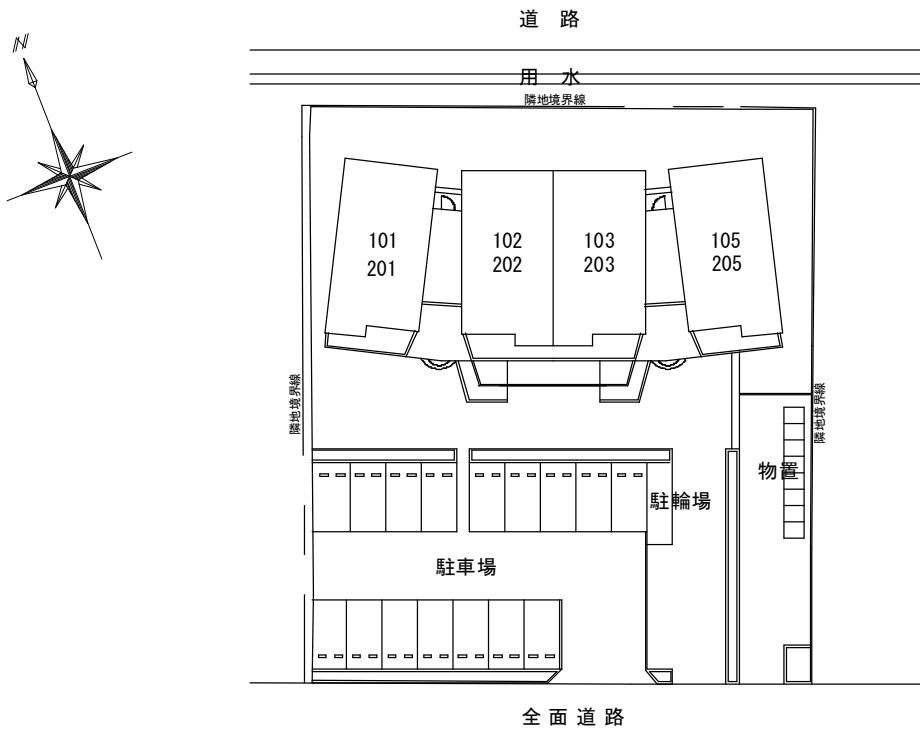 道 路
N
用 水
隣地境界線
101
201
102
202
103
203
105
205
隣地境界線
隣地境界線
物置
駐輪場
駐車場
全面道路